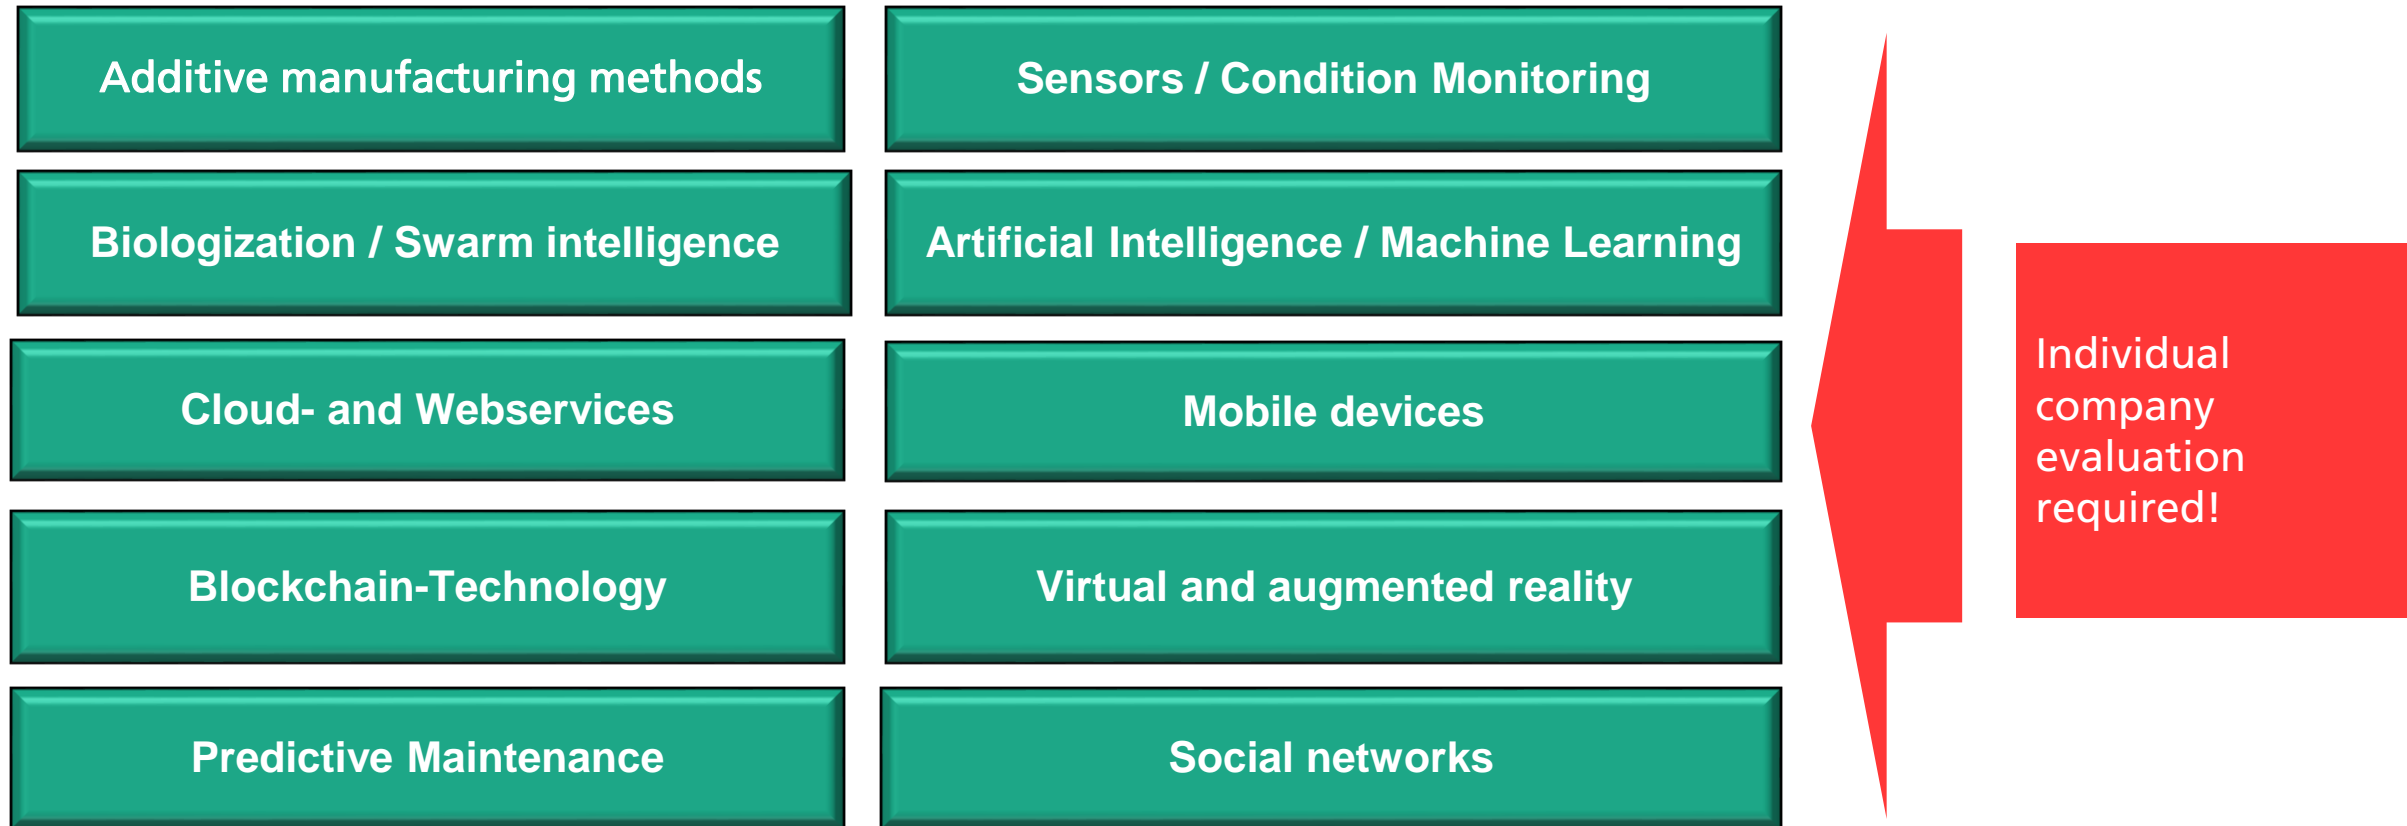 Additive manufacturing methods
Sensors / Condition Monitoring
Biologization / Swarm intelligence
Artificial Intelligence / Machine Learning
Cloud- and Webservices
Mobile devices
Blockchain-Technology
Virtual and augmented reality
Predictive Maintenance
Social networks
Individual
company
evaluation
required!